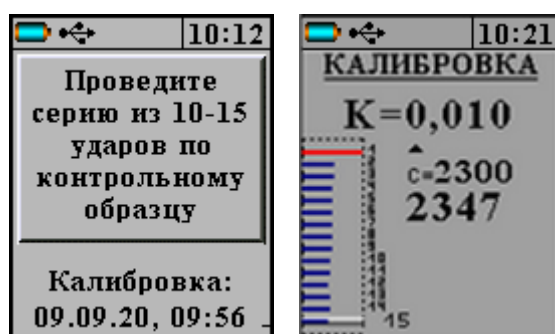 10:12
Проведите
серию из 10-15
ударов по
контрольному
образцу
Калибровка:
09.09.20, 09:56
10:21
КАЛИБРОВКА
К=0,010
c=2300
2347
15